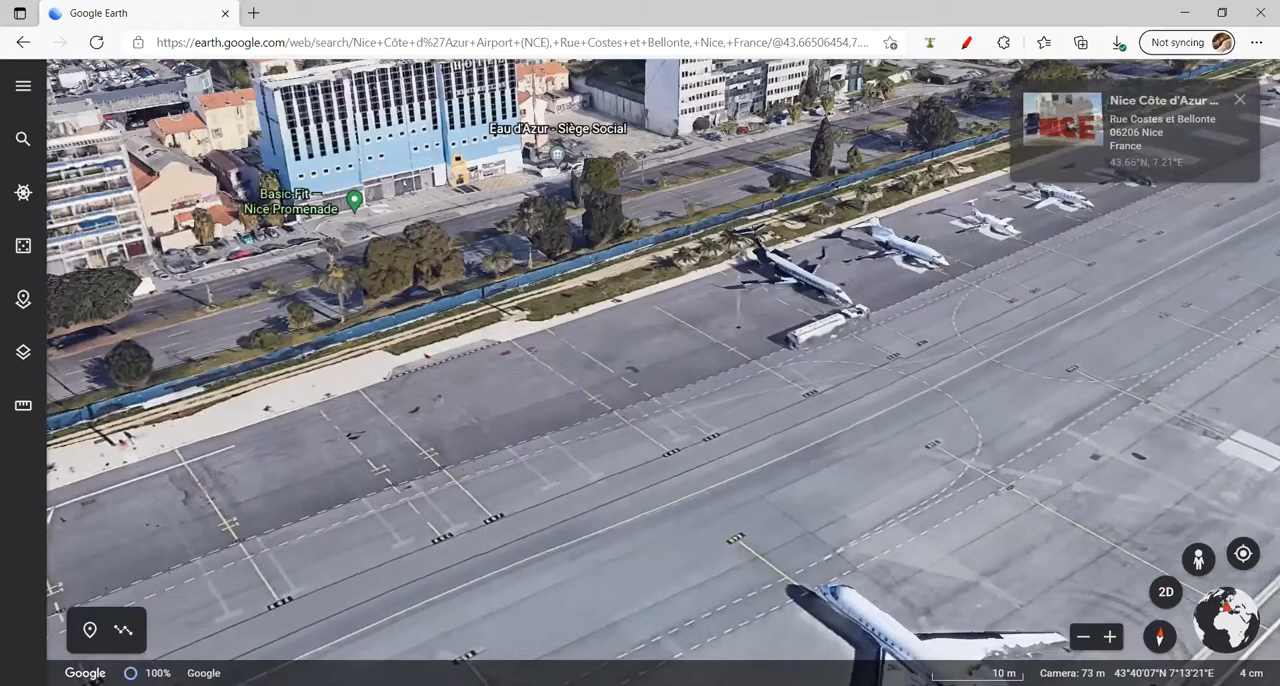 Google Earth
https://earth.google.com/web/search/Nice+Côte+d%27Azur+Airport+(NCE),+Rue+Costes+et+Bellonte,+Nice,+France/@43.66506454,7....
Not syncing
HOTEL
Eau d'Azur - Siège Social
Basic-Fit –
Nice Promenade
NICE
Nice Côte d'Azur ...
Rue Costes et Bellonte
06206 Nice
France
43.66°N, 7.21°E
2D
Google
100%
Google
10 m
Camera: 73 m
43°40'07"N 7°13'21"E
4 cm